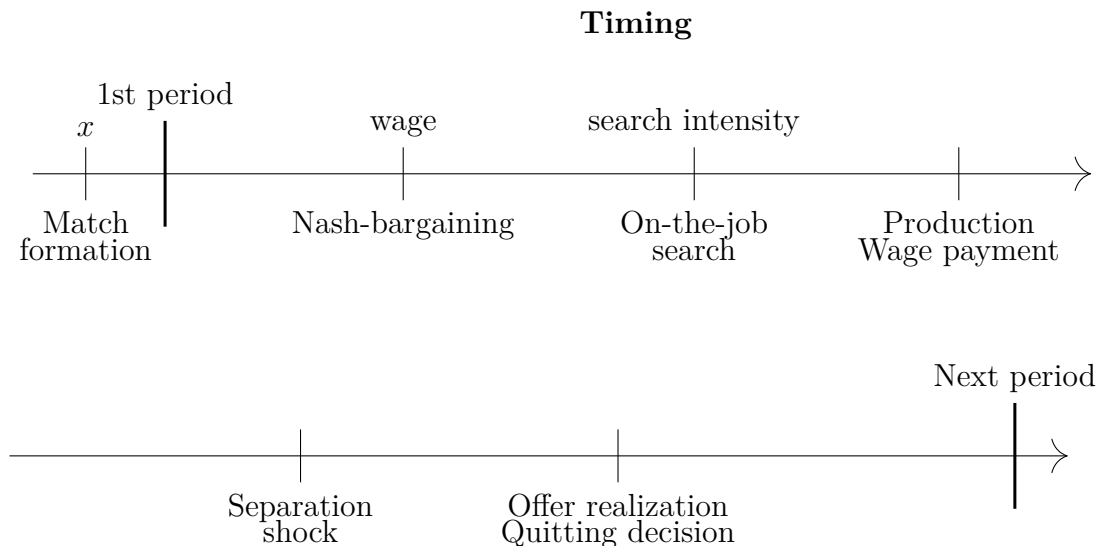 Timing
1st period
x
wage
search intensity
Match
formation
Nash-bargaining
On-the-job
search
Production
Wage payment
Next period
Separation
shock
Offer realization
Quitting decision